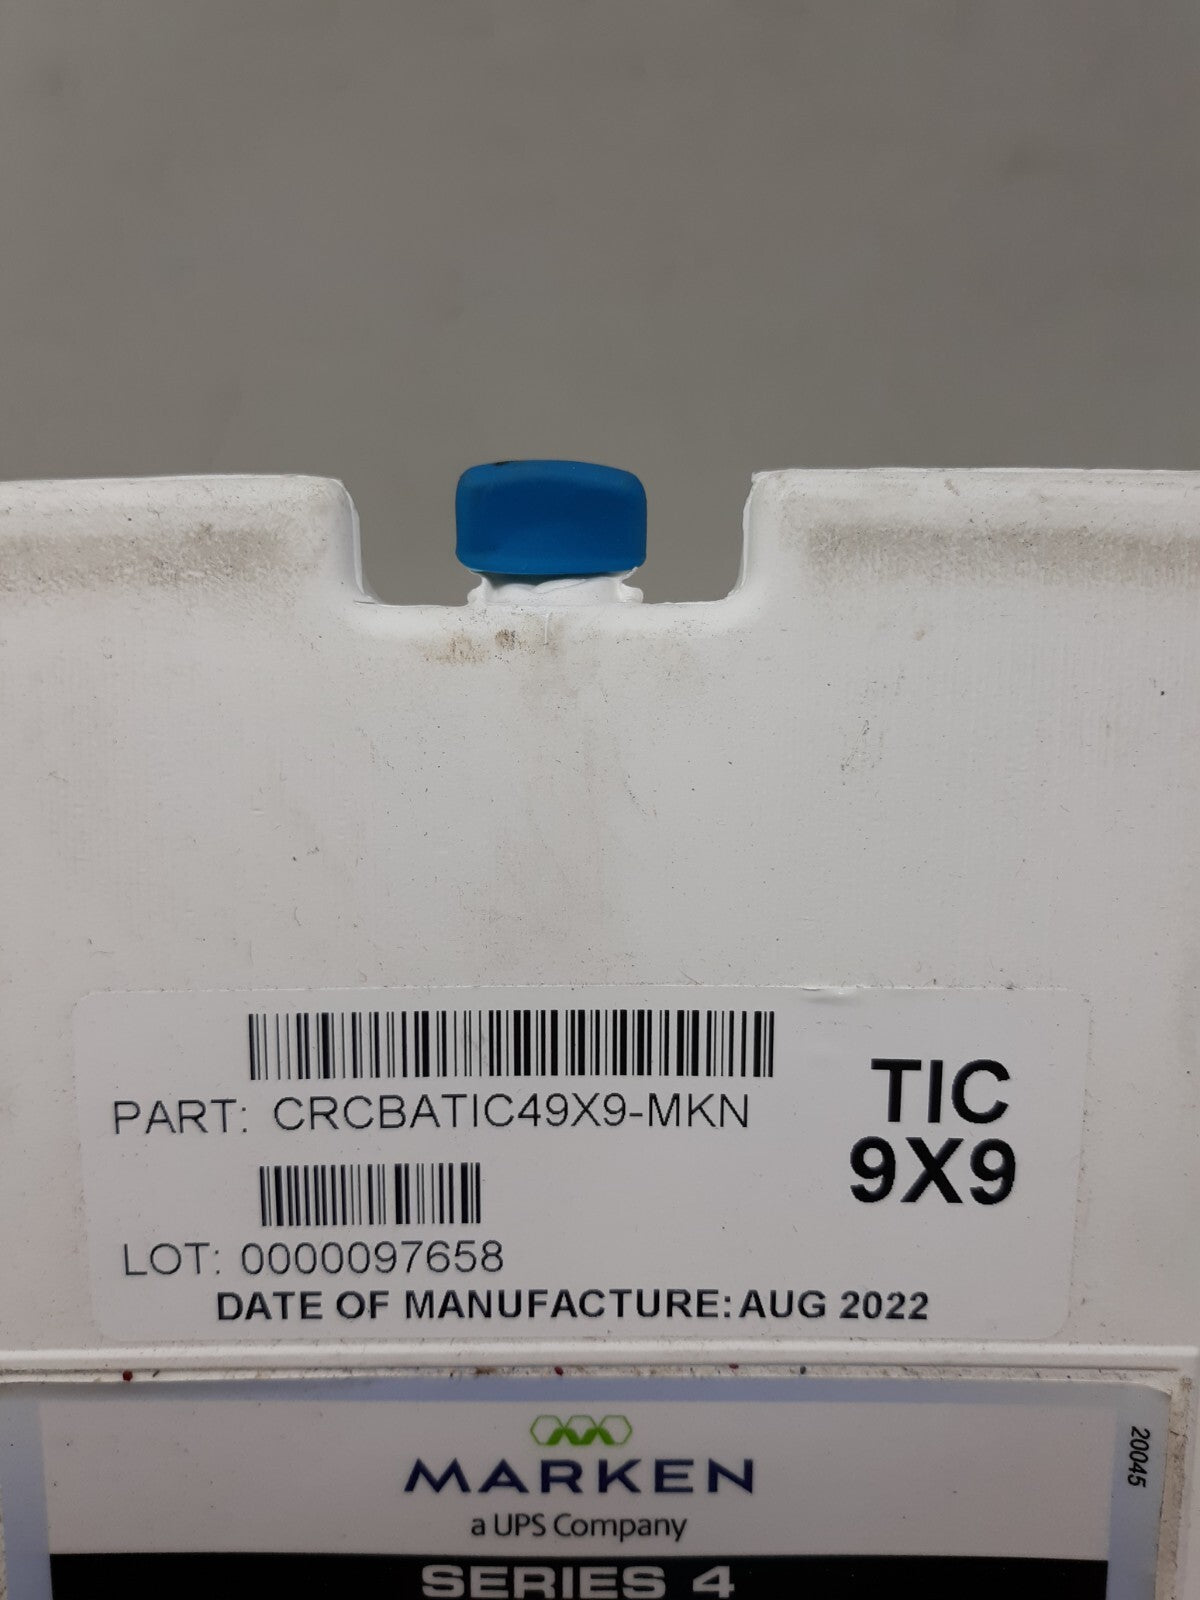 PART: CRCBATIC49X9-MKN
TIC
9X9
LOT: 0000097658
DATE OF MANUFACTURE: AUG 2022
MARKEN
a UPS Company
20045
SERIES 4